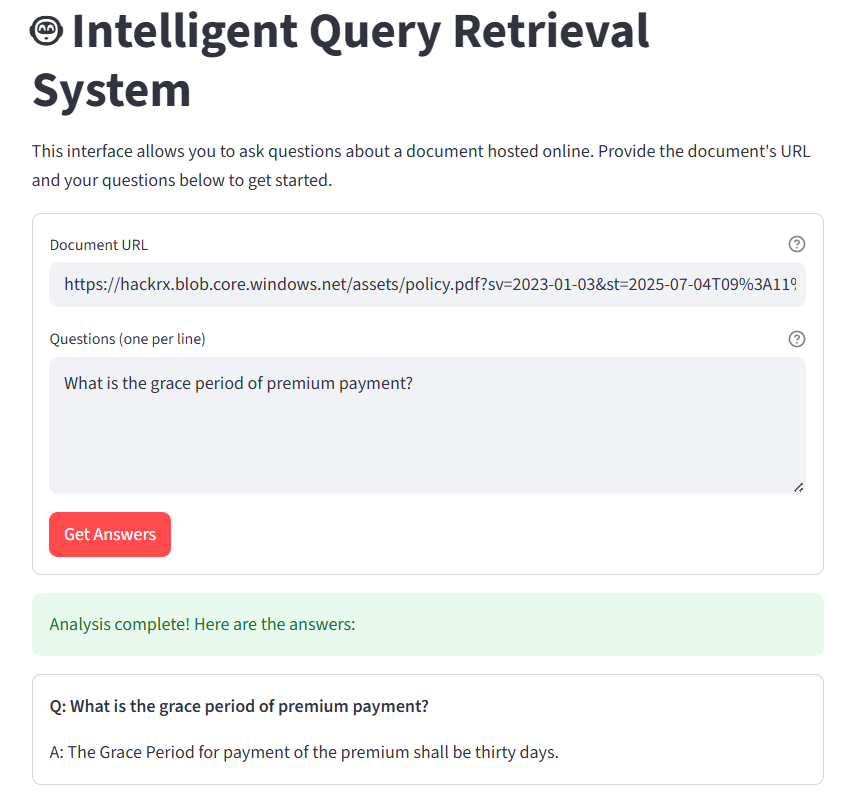 Intelligent Query Retrieval
System
This interface allows you to ask questions about a document hosted online. Provide the document's URL
and your questions below to get started.
Document URL
https://hackrx.blob.core.windows.net/assets/policy.pdf?sv=2023-01-03&st=2025-07-04T09%3A11%
Questions (one per line)
What is the grace period of premium payment?
Get Answers
Analysis complete! Here are the answers:
Q: What is the grace period of premium payment?
A: The Grace Period for payment of the premium shall be thirty days.